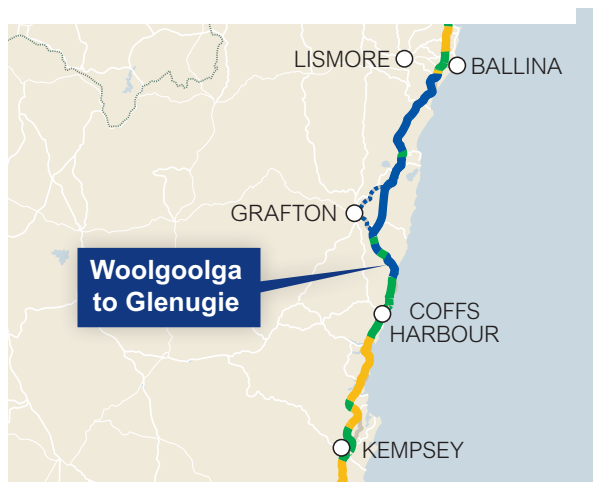 LISMORE
BALLINA
GRAFTON
Woolgoolga
to Glenugie
COFFS
HARBOUR
KEMPSEY